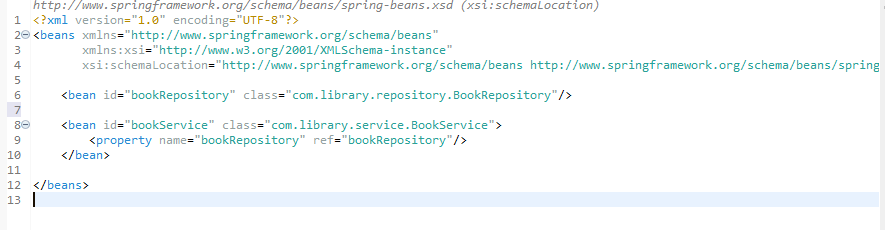 http://www.springframework.org/schema/beans/spring-beans.xsd (xsi:schemaLocation)
1 <?xml version="1.0" encoding="UTF-8"?>
2 <beans xmlns="http://www.springframework.org/schema/beans"
3 xmlns:xsi="http://www.w3.org/2001/XMLSchema-instance"
4 xsi:schemaLocation="http://www.springframework.org/schema/beans http://www.springframework.org/schema/beans/spring
5
6 <bean id="bookRepository" class="com.library.repository.BookRepository"/>
7
8 <bean id="bookService" class="com.library.service.BookService">
9 <property name="bookRepository" ref="bookRepository"/>
10 </bean>
11
12 </beans>
13